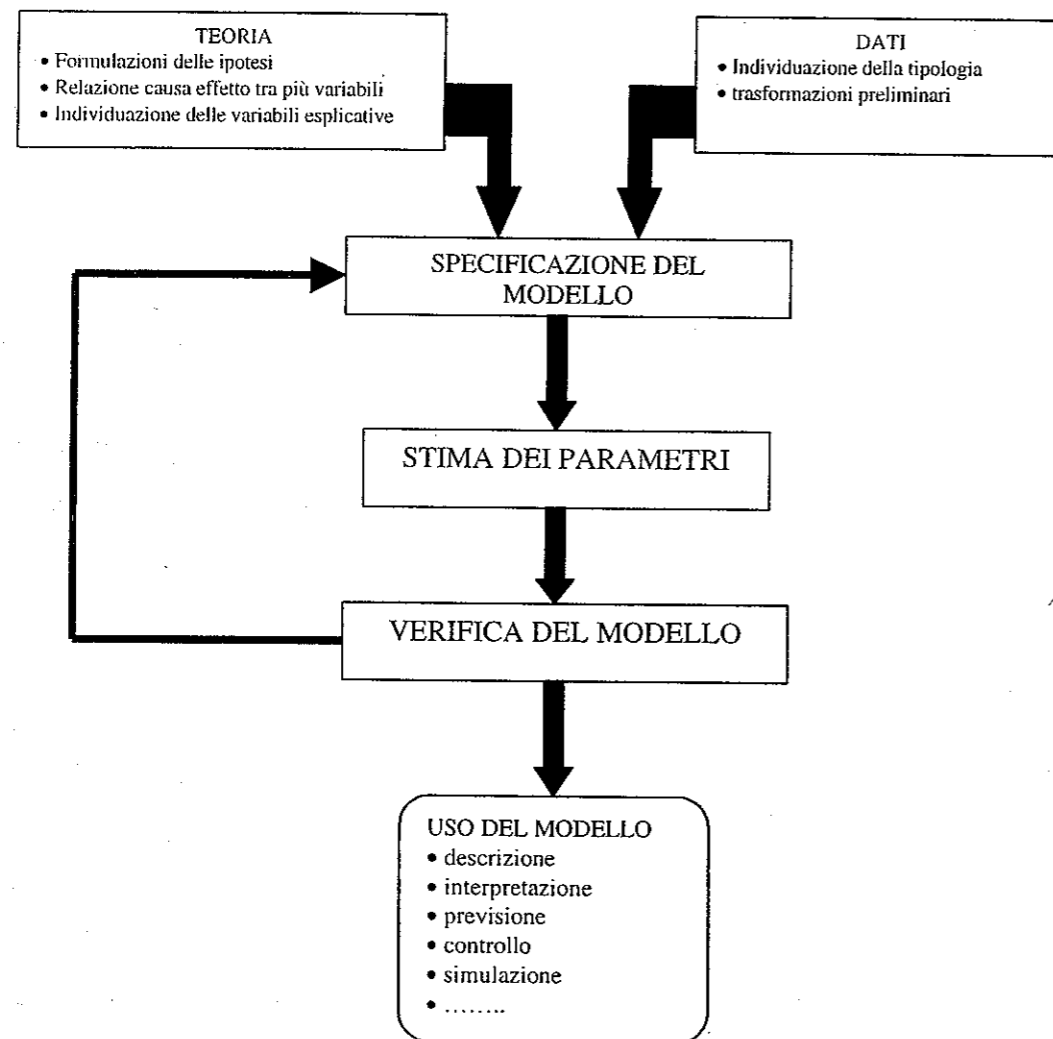 TEORIA
• Formulazioni delle ipotesi
• Relazione causa effetto tra più variabili
• Individuazione delle variabili esplicative
DATI
• Individuazione della tipologia
• trasformazioni preliminari
SPECIFICAZIONE DEL
MODELLO
STIMA DEI PARAMETRI
VERIFICA DEL MODELLO
USO DEL MODELLO
• descrizione
• interpretazione
• previsione
• controllo
• simulazione
• ........